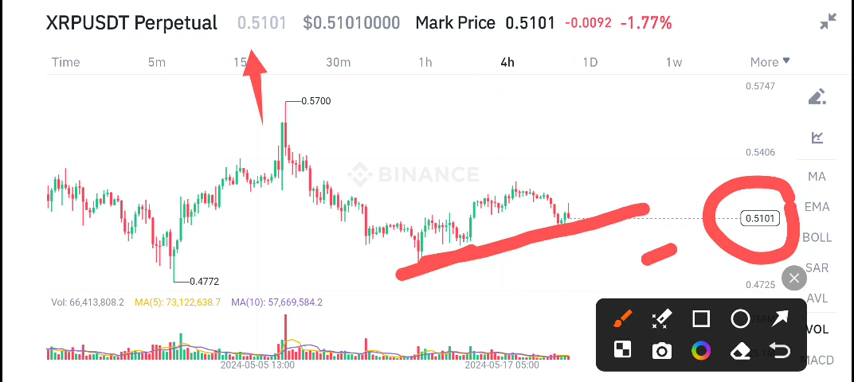 XRPUSDT Perpetual 0.5101 $0.51010000 Mark Price 0.5101 -0.0092 -1.77%
Time 5m 30m 1h 4h 1D 1w More
0.5747
0.5700
0.5406
BINANCE
MA
EMA
0.5101
BOLL
SAR
0.4772
0.4725
AVL
Vol: 66,413,808.2 MA(5): 73,122,638.7 MA(10): 57,669,584.2
VOL
MACD
2024-05-05 13:00 2024-05-17 05:00